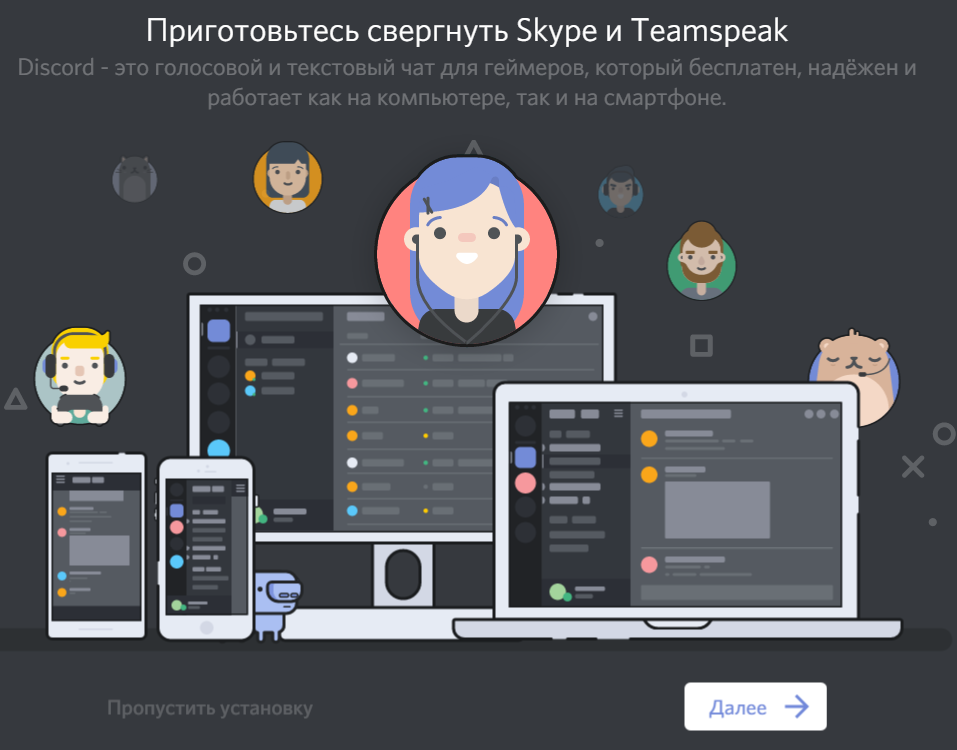 Приготовьтесь свергнуть Skype и Teamspeak
Discord - это голосовой и текстовый чат для геймеров, который бесплатен, надёжен и
работает как на компьютере, так и на смартфоне.
Пропустить установку
Далее